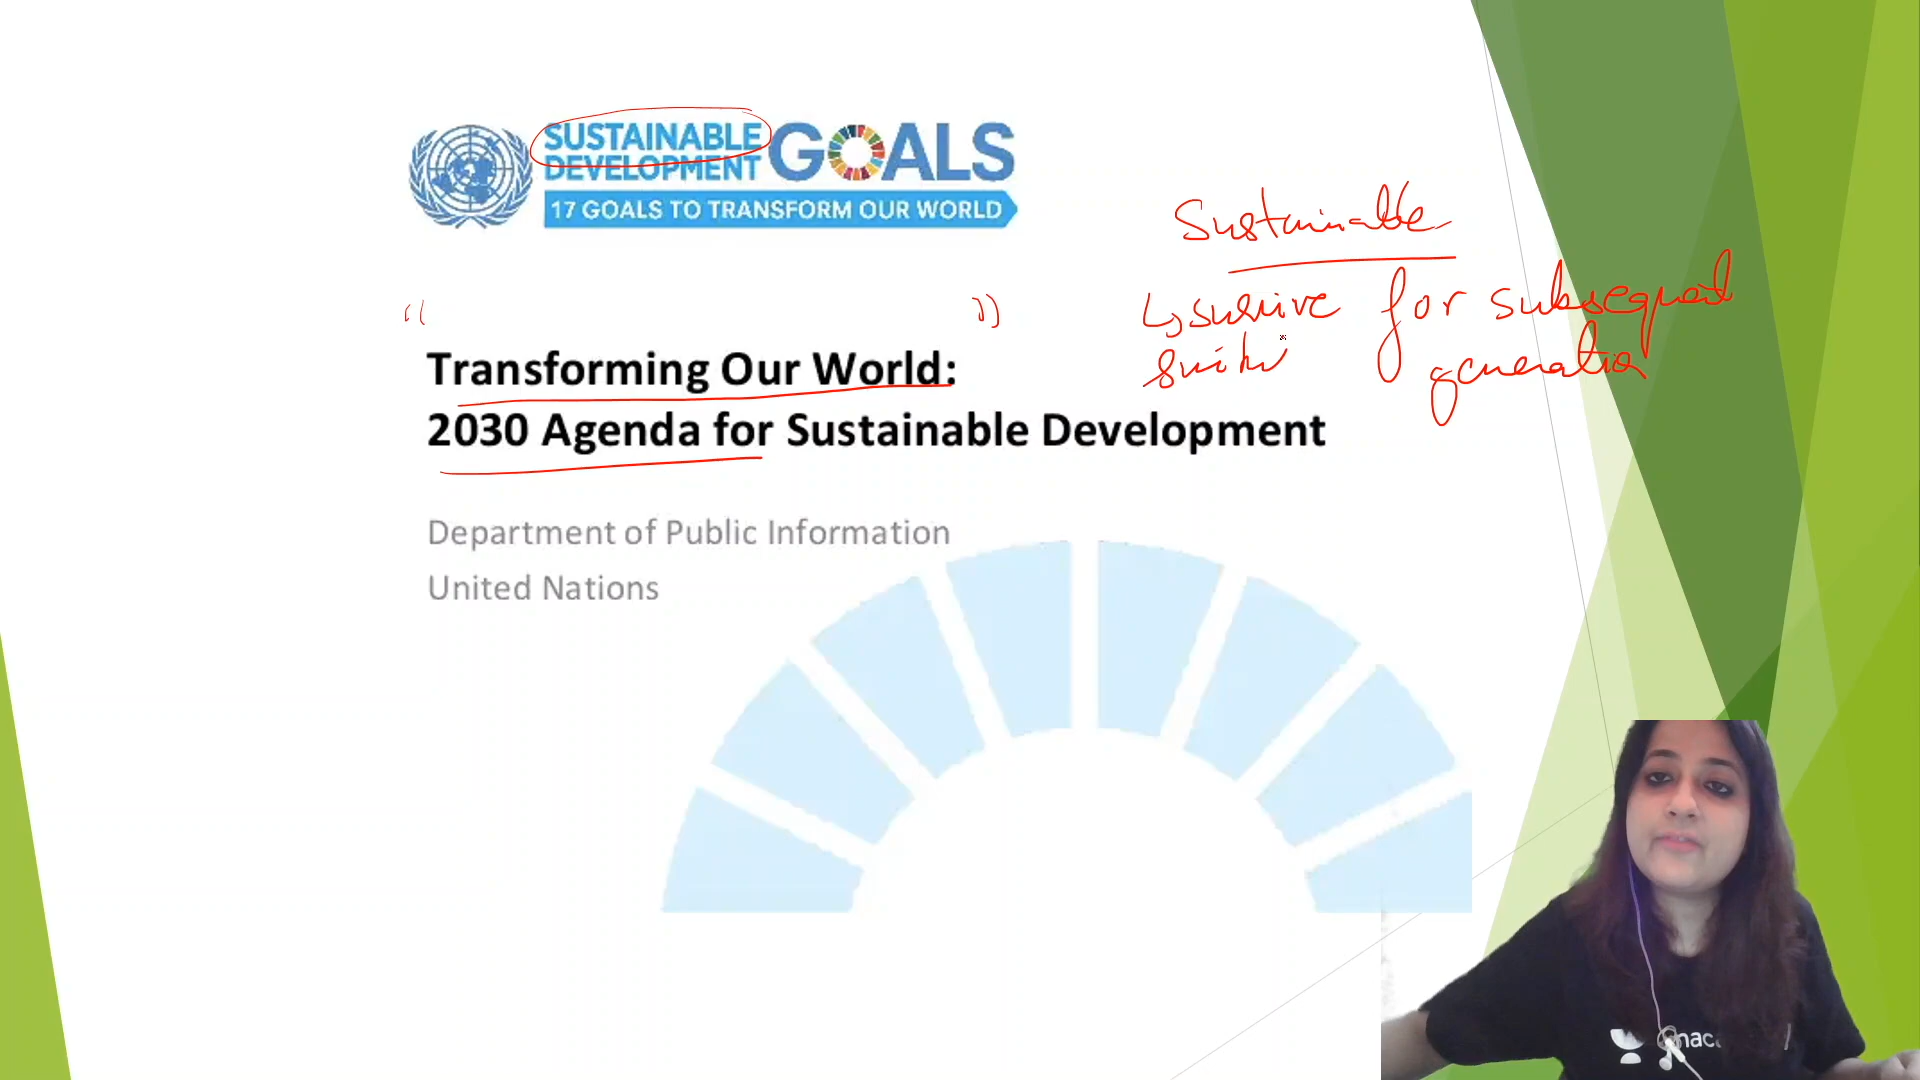 SUSTAINABLE
DEVELOPMENT
GOALS
17 GOALS TO TRANSFORM OUR WORLD
Sustainable
survive for subsequent
generation
Transforming Our World:
2030 Agenda for Sustainable Development
Department of Public Information
United Nations